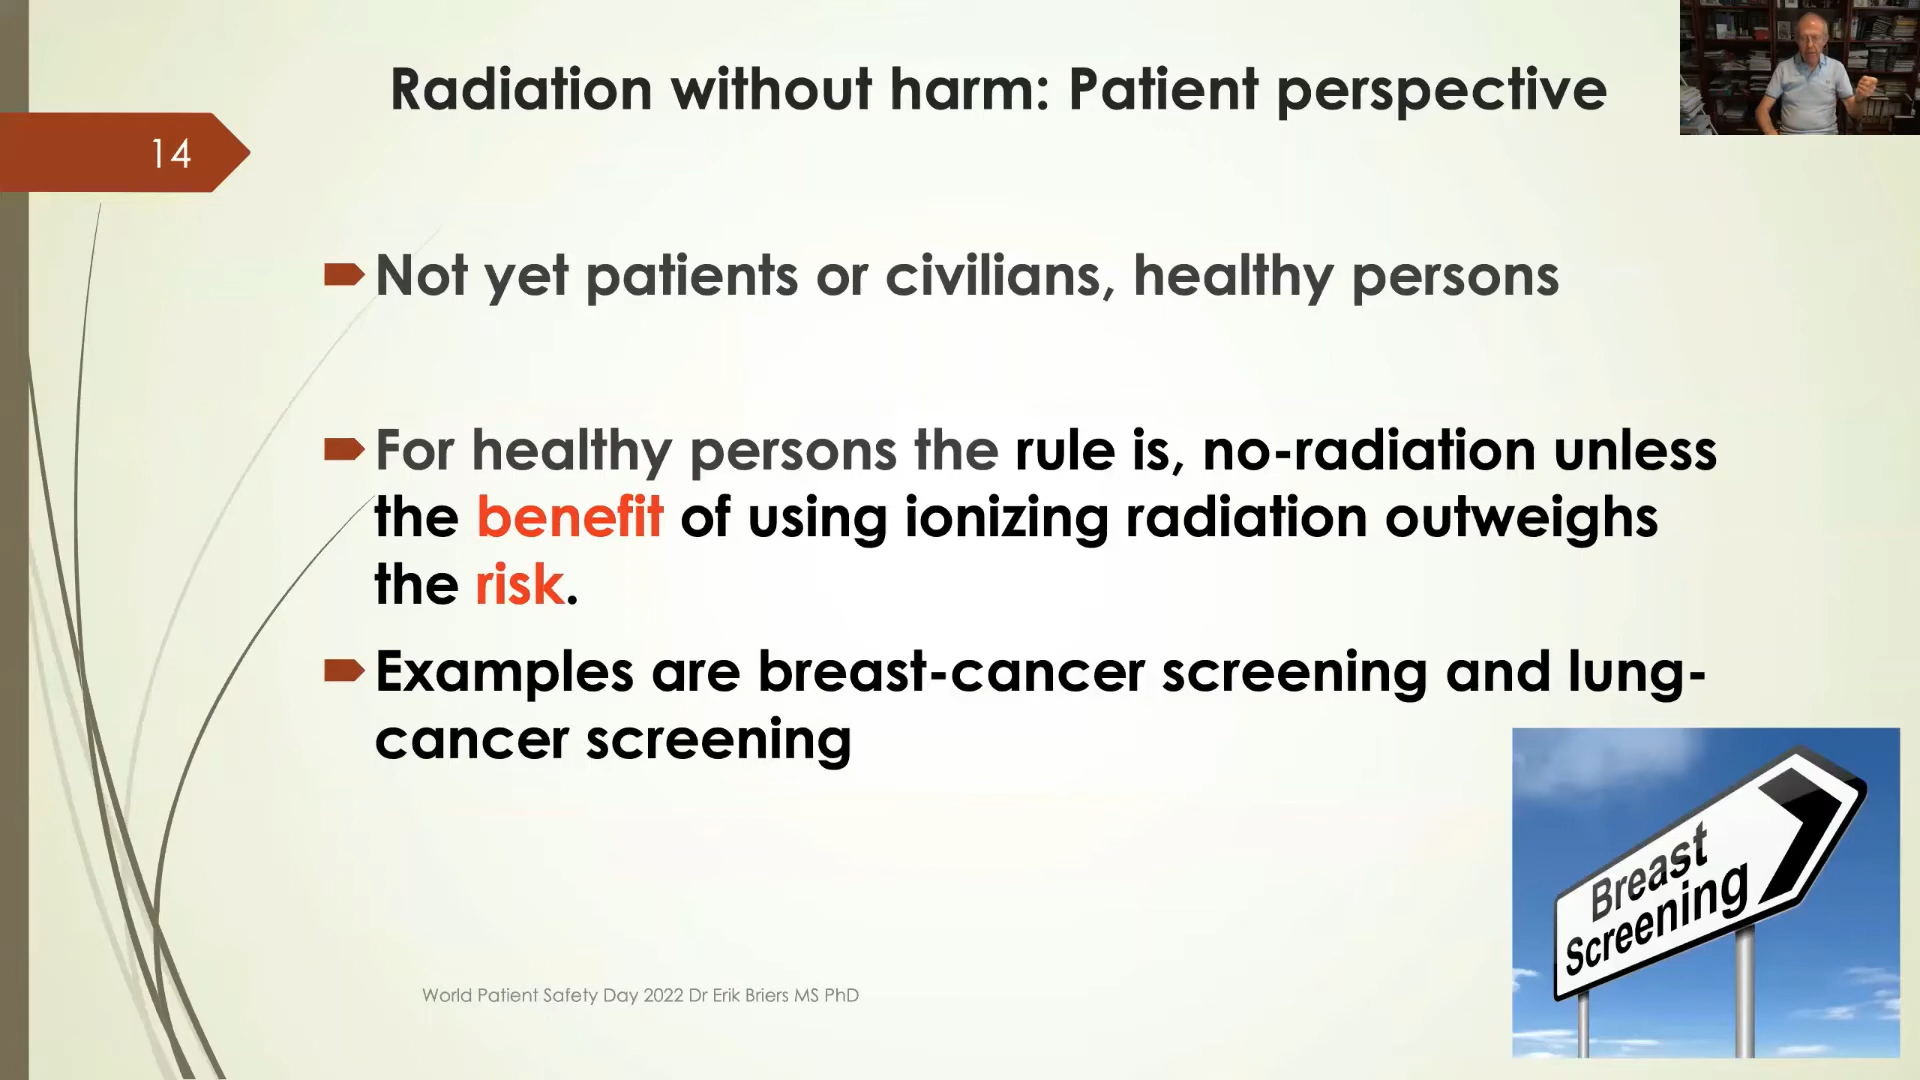 Radiation without harm: Patient perspective
14
Not yet patients or civilians, healthy persons
For healthy persons the rule is, no-radiation unless
the benefit of using ionizing radiation outweighs
the risk.
Examples are breast-cancer screening and lung-
cancer screening
Breast
Screening
World Patient Safety Day 2022 Dr Erik Briers MS PhD